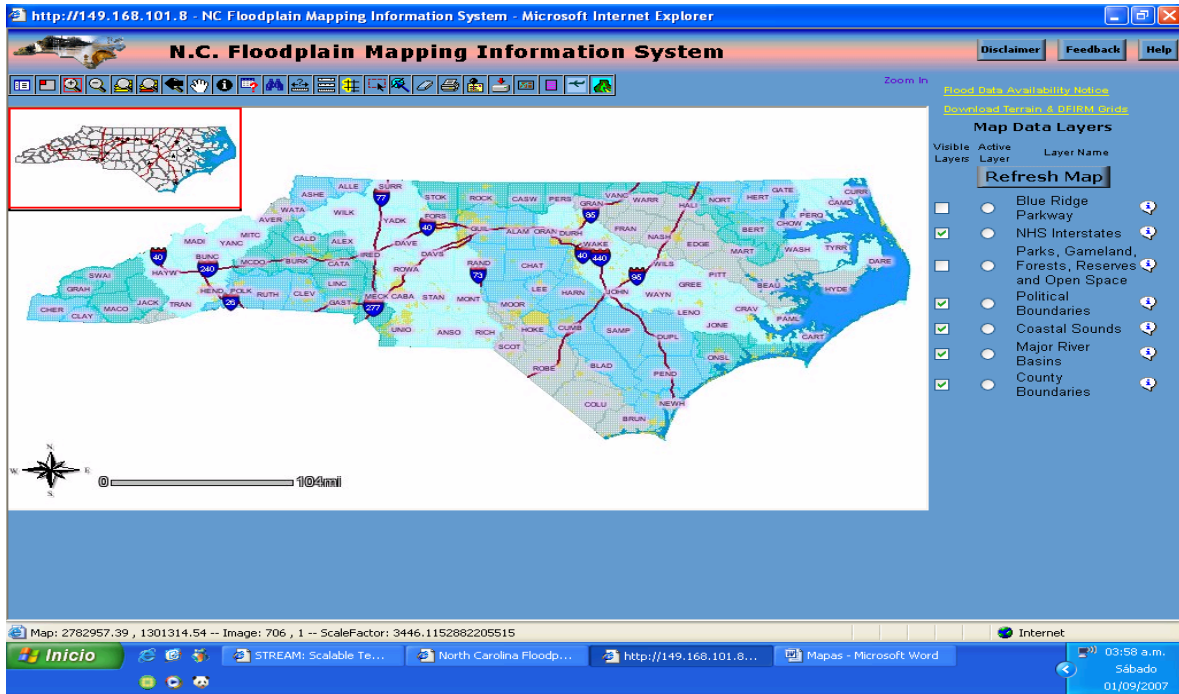 http://149.168.101.8 - NC Floodplain Mapping Information System - Microsoft Internet Explorer
N.C. Floodplain Mapping Information System
Disclaimer Feedback Help
Zoom In
Flood Data Availability Notice
Download Terrain & DFIRM Grids
Map Data Layers
Visible Layers
Active Layer
Layer Name
Refresh Map
Blue Ridge
Parkway
NHS Interstates
Parks, Gameland,
Forests, Reserves
and Open Space
Political
Boundaries
Coastal Sounds
Major River
Basins
County
Boundaries
ALLE SURR
ASHE STOK ROCK CASW PERS GRAN VANC WARR NORT HERT GATE CURR
CAMD
77
WATA WILK YADK FORS HALI PERQ
AVER 40 GUIL ALAM ORAN DURH 85 FRAN BERT CHOW
MITC
MADI YANC CALD ALEX DAVE NASH EDGE
IRED WAKE MART WASH TYRR
40 BUNC MCDO BURK CATA DAVS RAND CHAT 40 440 WILS DARE
HAYW 240 ROWA 73 95 PITT
SWAI
GRAH LINC LEE HARN JOHN WAYN GREE BEAU HYDE
HEND POLK RUTH CLEV GAST MECK CABA STAN MONT MOOR
CHER CLAY MACO JACK TRAN 26 277 LENO CRAV PAML
UNIO ANSO RICH HOKE CUMB SAMP DUPL JONE CART
SCOT
ROBE BLAD PEND ONSL
COLU NEWH
BRUN
N
W E
S
0 104mi
Map: 2782957.39 , 1301314.54 -- Image: 706 , 1 -- ScaleFactor: 3446.1152882205515
Internet
Inicio
STREAM: Scalable Te...
North Carolina Floodp...
http://149.168.101.8...
Mapas - Microsoft Word
03:58 a.m.
Sábado
01/09/2007